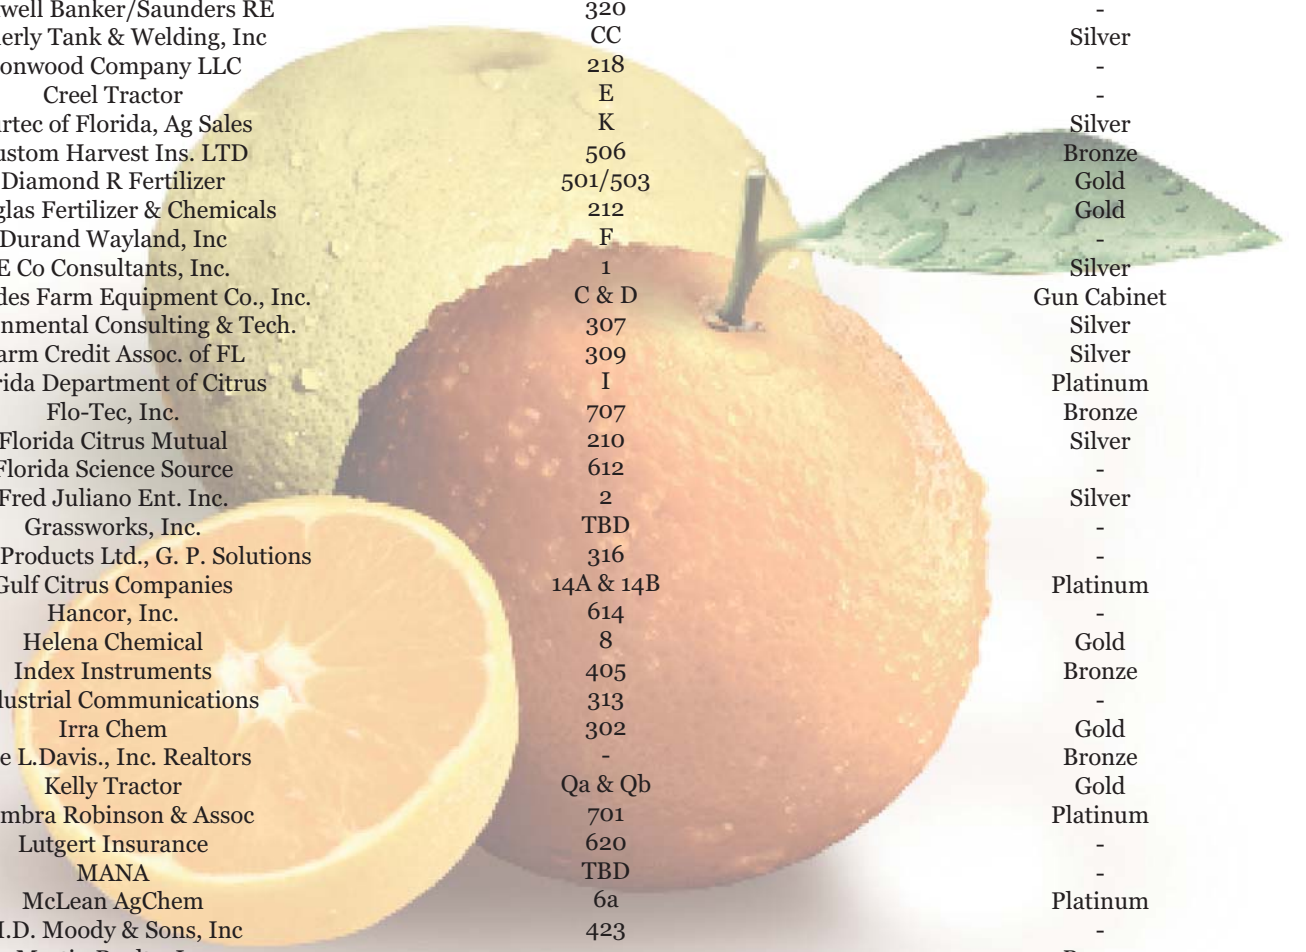 well Banker/Saunders RE 320 -
erly Tank & Welding, Inc CC Silver
onwood Company LLC 218 -
Creel Tractor E -
rtec of Florida, Ag Sales K Silver
ustom Harvest Ins. LTD 506 Bronze
Diamond R Fertilizer 501/503 Gold
glas Fertilizer & Chemicals 212 Gold
Durand Wayland, Inc F -
E Co Consultants, Inc. 1 Silver
des Farm Equipment Co., Inc. C & D Gun Cabinet
nmental Consulting & Tech. 307 Silver
arm Credit Assoc. of FL 309 Silver
rida Department of Citrus I Platinum
Flo-Tec, Inc. 707 Bronze
Florida Citrus Mutual 210 Silver
Florida Science Source 612 -
Fred Juliano Ent. Inc. 2 Silver
Grassworks, Inc. TBD -
Products Ltd., G. P. Solutions 316 -
Gulf Citrus Companies 14A & 14B Platinum
Hancor, Inc. 614 -
Helena Chemical 8 Gold
Index Instruments 405 Bronze
dustrial Communications 313 -
Irra Chem 302 Gold
e L.Davis., Inc. Realtors - Bronze
Kelly Tractor Qa & Qb Gold
mbra Robinson & Assoc 701 Platinum
Lutgert Insurance 620 -
MANA TBD -
McLean AgChem 6a Platinum
.D. Moody & Sons, Inc 423 -